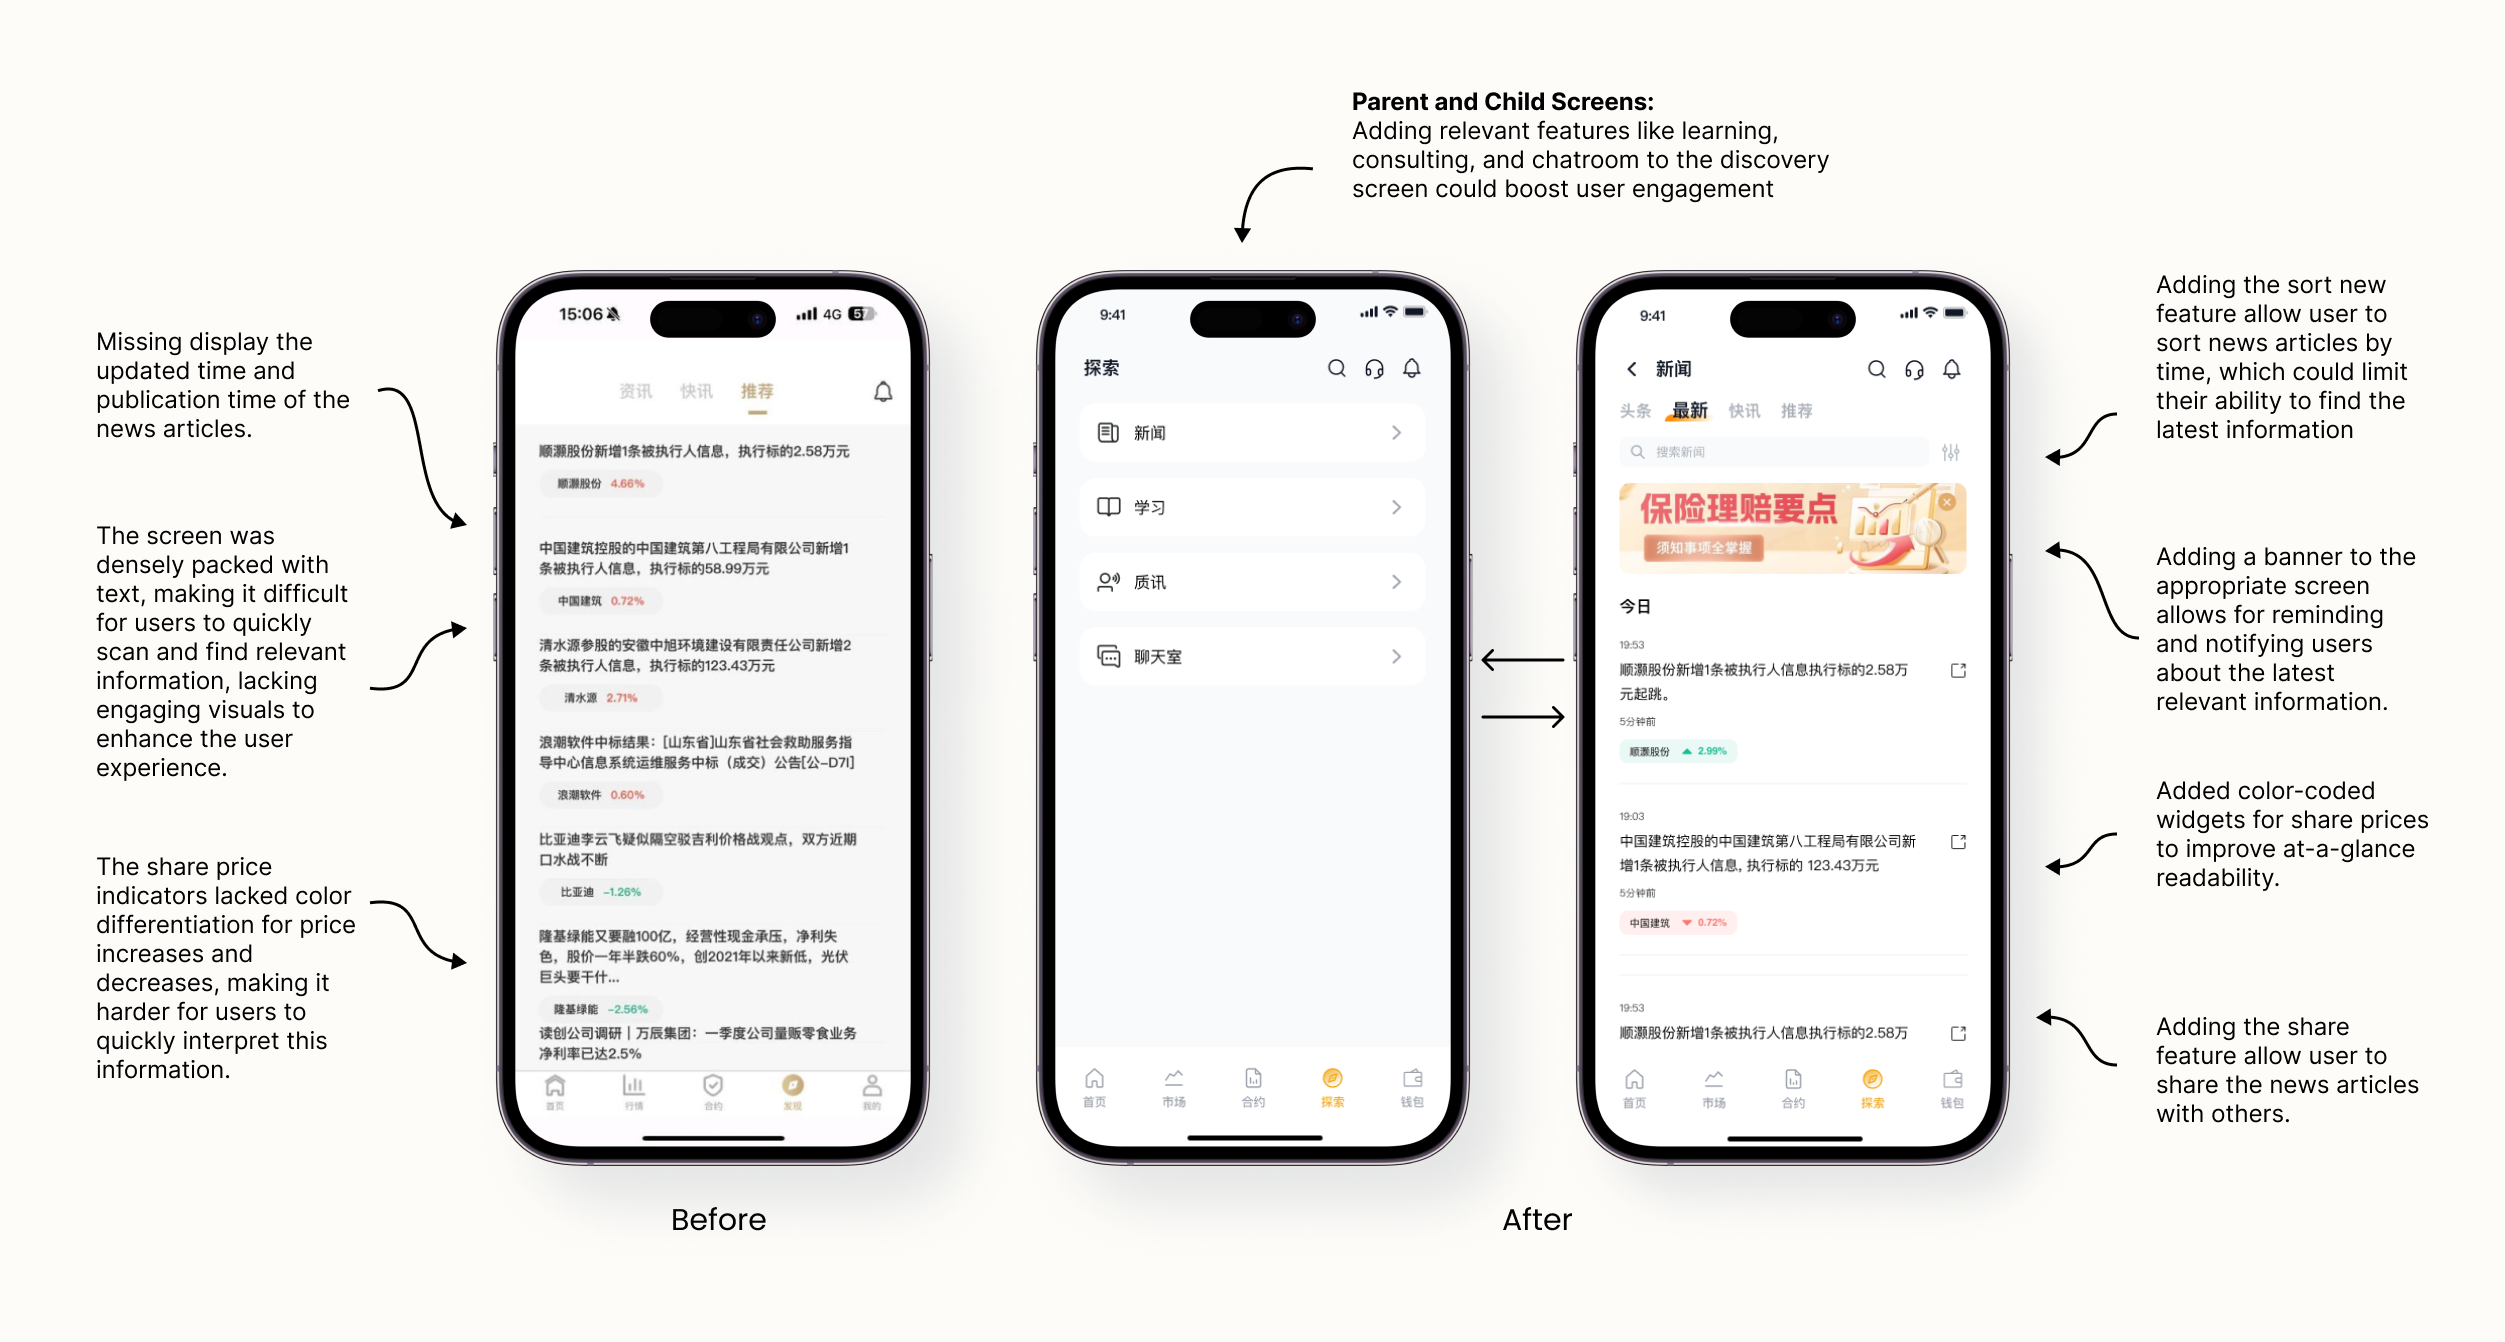 Parent and Child Screens:
Adding relevant features like learning,
consulting, and chatroom to the discovery
screen could boost user engagement
Missing display the
updated time and
publication time of the
news articles.
The screen was
densely packed with
text, making it difficult
for users to quickly
scan and find relevant
information, lacking
engaging visuals to
enhance the user
experience.
The share price
indicators lacked color
differentiation for price
increases and
decreases, making it
harder for users to
quickly interpret this
information.
15:06 4G 57
资讯 快讯 推荐
顺灏股份新增1条被执行人信息，执行标的2.58万元
顺灏股份 4.66%
中国建筑控股的中国建筑第八工程局有限公司新增1
条被执行人信息，执行标的58.99万元
中国建筑 0.72%
清水源参股的安徽中旭环境建设有限责任公司新增2
条被执行人信息，执行标的123.43万元
清水源 2.71%
浪潮软件中标结果：[山东省]山东省社会救助服务指
导中心信息系统运维服务中标（成交）公告[公-D7I]
浪潮软件 0.60%
比亚迪李云飞疑似隔空驳吉利价格战观点，双方近期
口水战不断
比亚迪 -1.26%
隆基绿能又要融100亿，经营性现金承压，净利失
色，股价一年半跌60%，创2021年以来新低，光伏
巨头要干什...
隆基绿能 -2.56%
读创公司调研｜万辰集团：一季度公司量贩零食业务
净利率已达2.5%
首页 行情 合约 发现 我的
Before
9:41
探索
新闻
学习
质讯
聊天室
首页 市场 合约 探索 钱包
9:41
新闻
头条 最新 快讯 推荐
搜索新闻
保险理赔要点
须知事项全掌握
今日
19:53
顺灏股份新增1条被执行人信息执行标的2.58万
元起跳。
5分钟前
顺灏股份 2.99%
19:03
中国建筑控股的中国建筑第八工程局有限公司新
增1条被执行人信息, 执行标的 123.43万元
5分钟前
中国建筑 0.72%
19:53
顺灏股份新增1条被执行人信息执行标的2.58万
首页 市场 合约 探索 钱包
After
Adding the sort new
feature allow user to
sort news articles by
time, which could limit
their ability to find the
latest information
Adding a banner to the
appropriate screen
allows for reminding
and notifying users
about the latest
relevant information.
Added color-coded
widgets for share prices
to improve at-a-glance
readability.
Adding the share
feature allow user to
share the news articles
with others.